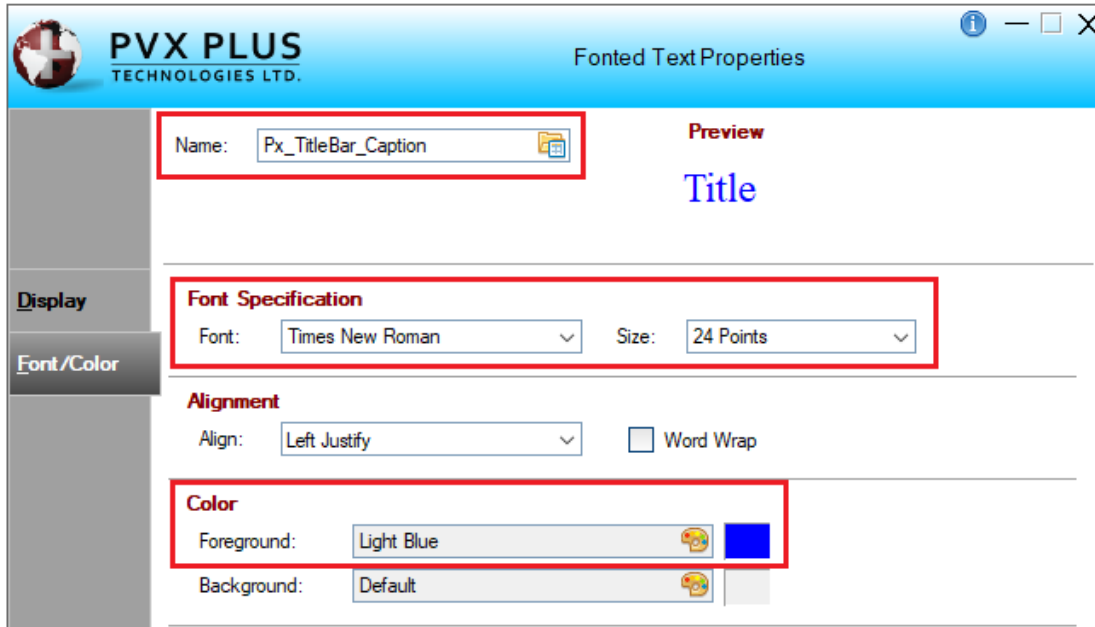 PVX PLUS
TECHNOLOGIES LTD.
Fonted Text Properties
Name: Px_TitleBar_Caption
Preview
Title
Display
Font/Color
Font Specification
Font: Times New Roman Size: 24 Points
Alignment
Align: Left Justify Word Wrap
Color
Foreground: Light Blue
Background: Default